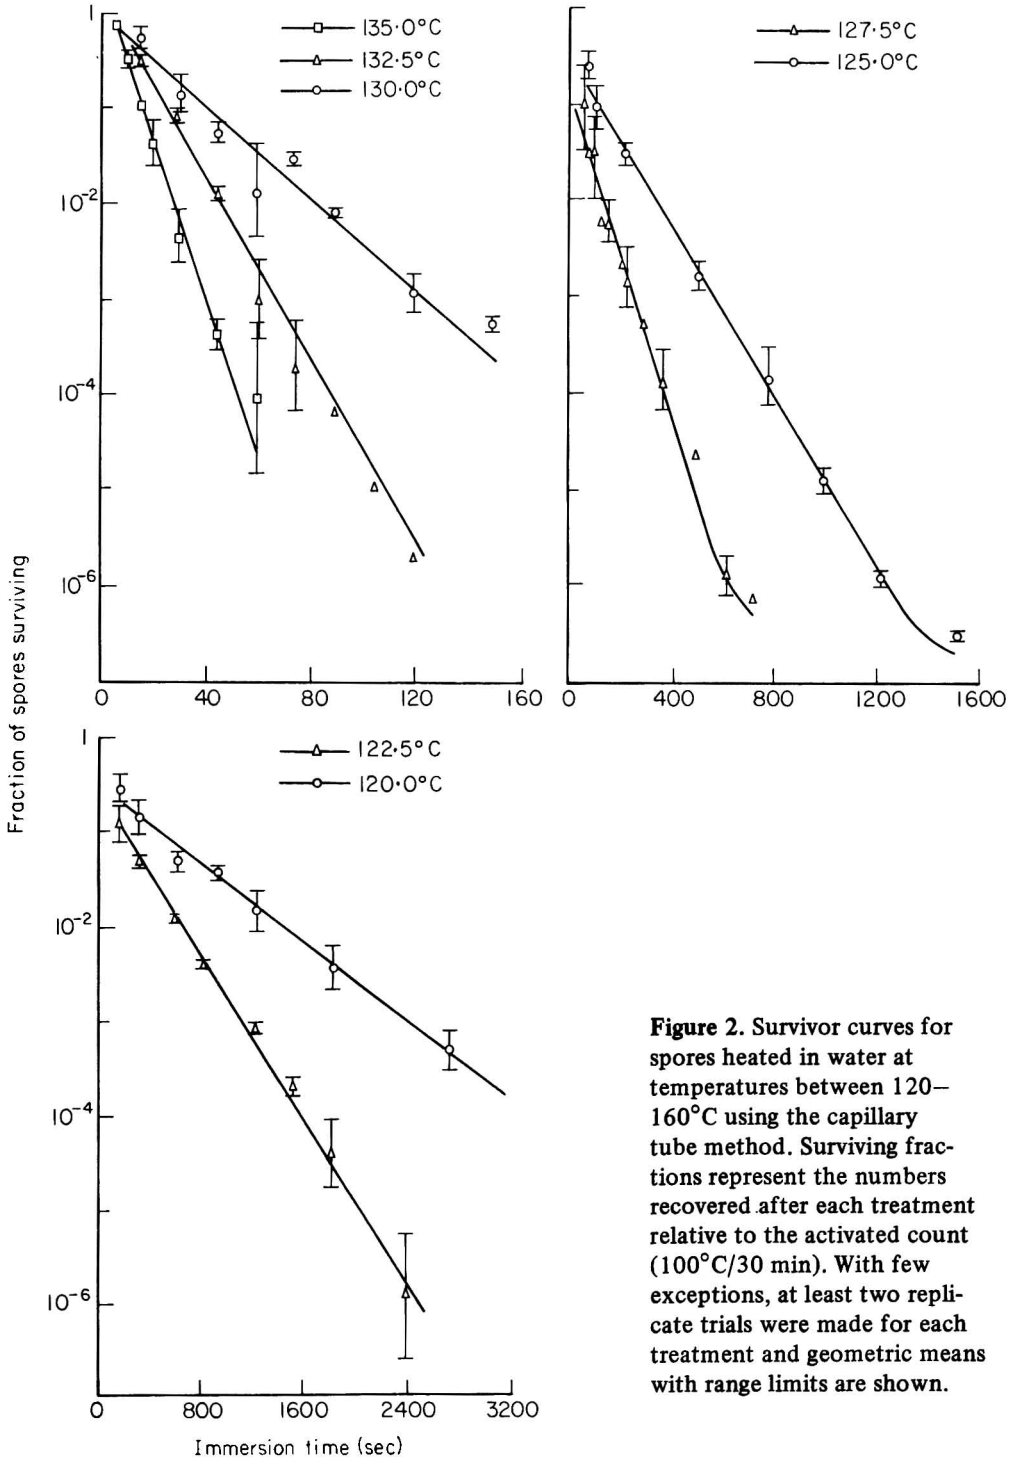 1
10⁻²
10⁻⁴
10⁻⁶
135·0°C
132·5°C
130·0°C
0 40 80 120 160
127·5°C
125·0°C
0 400 800 1200 1600
Fraction of spores surviving
1
10⁻²
10⁻⁴
10⁻⁶
122·5°C
120·0°C
0 800 1600 2400 3200
Immersion time (sec)
Figure 2. Survivor curves for
spores heated in water at
temperatures between 120–
160°C using the capillary
tube method. Surviving frac-
tions represent the numbers
recovered after each treatment
relative to the activated count
(100°C/30 min). With few
exceptions, at least two repli-
cate trials were made for each
treatment and geometric means
with range limits are shown.